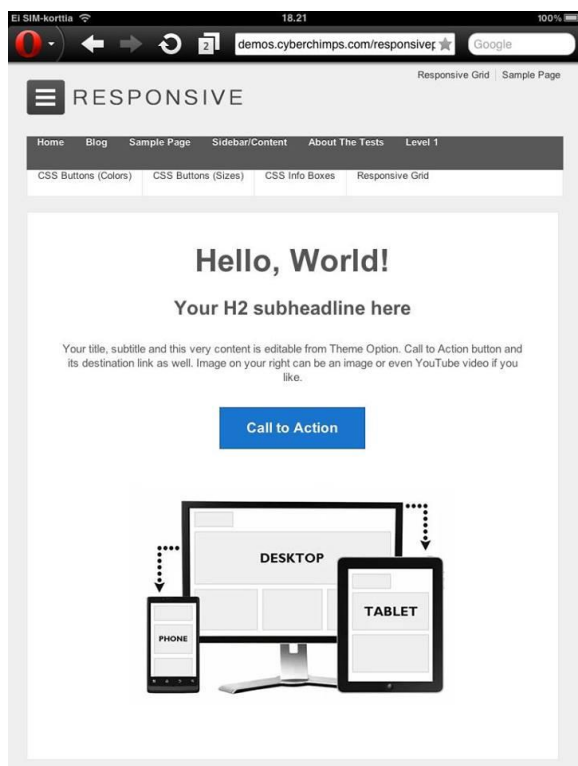 Ei SIM-korttia 18.21 100%
2 demos.cyberchimps.com/responsivep Google
Responsive Grid Sample Page
RESPONSIVE
Home Blog Sample Page Sidebar/Content About The Tests Level 1
CSS Buttons (Colors) CSS Buttons (Sizes) CSS Info Boxes Responsive Grid
Hello, World!
Your H2 subheadline here
Your title, subtitle and this very content is editable from Theme Option. Call to Action button and
its destination link as well. Image on your right can be an image or even YouTube video if you
like.
Call to Action
DESKTOP
TABLET
PHONE